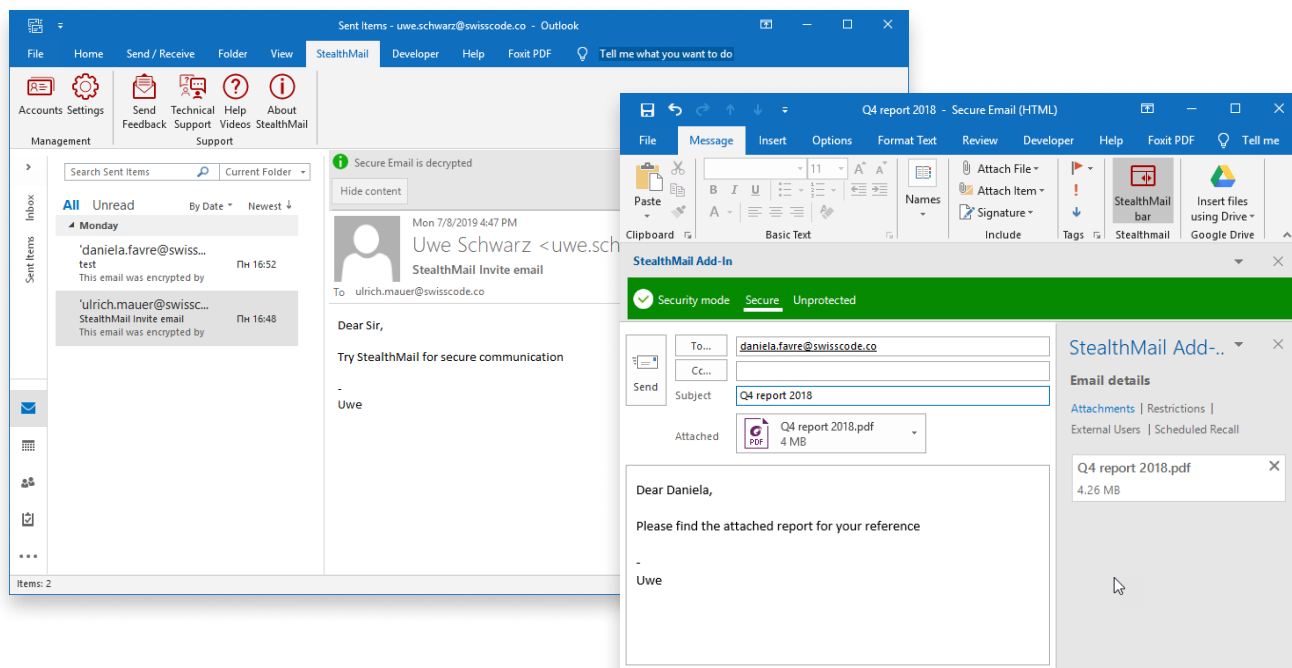 Sent Items - uwe.schwarz@swisscode.co - Outlook
File Home Send / Receive Folder View StealthMail Developer Help Foxit PDF Tell me what you want to do
Accounts Settings Send Feedback Technical Support Help Videos About StealthMail
Management Support
Inbox
Sent Items
Search Sent Items Current Folder
All Unread By Date Newest
Monday
'daniela.favre@swiss...
test Пн 16:52
This email was encrypted by
'ulrich.mauer@swissc...
StealthMail Invite email Пн 16:48
This email was encrypted by
Items: 2
Secure Email is decrypted
Hide content
Mon 7/8/2019 4:47 PM
Uwe Schwarz <uwe.sch
StealthMail Invite email
To ulrich.mauer@swisscode.co
Dear Sir,
Try StealthMail for secure communication
-
Uwe
Q4 report 2018 - Secure Email (HTML)
File Message Insert Options Format Text Review Developer Help Foxit PDF Tell me
Paste
11
B I U
A
Names
Attach File
Attach Item
Signature
StealthMail bar
Insert files using Drive
Clipboard Basic Text Include Tags Stealthmail Google Drive
StealthMail Add-In
Security mode Secure Unprotected
Send
To... daniela.favre@swisscode.co
Cc...
Subject Q4 report 2018
Attached PDF Q4 report 2018.pdf
4 MB
Dear Daniela,
Please find the attached report for your reference
-
Uwe
StealthMail Add-..
Email details
Attachments | Restrictions |
External Users | Scheduled Recall
Q4 report 2018.pdf
4.26 MB